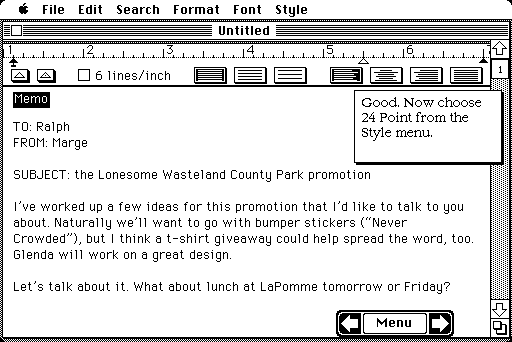 File Edit Search Format Font Style
Untitled
1 2 3 4 5 6 7
6 lines/inch
1
Memo
Good. Now choose
24 Point from the
Style menu.
TO: Ralph
FROM: Marge
SUBJECT: the Lonesome Wasteland County Park promotion
I've worked up a few ideas for this promotion that I'd like to talk to you
about. Naturally we'll want to go with bumper stickers (“Never
Crowded”), but I think a t-shirt giveaway could help spread the word, too.
Glenda will work on a great design.
Let's talk about it. What about lunch at LaPomme tomorrow or Friday?
Menu